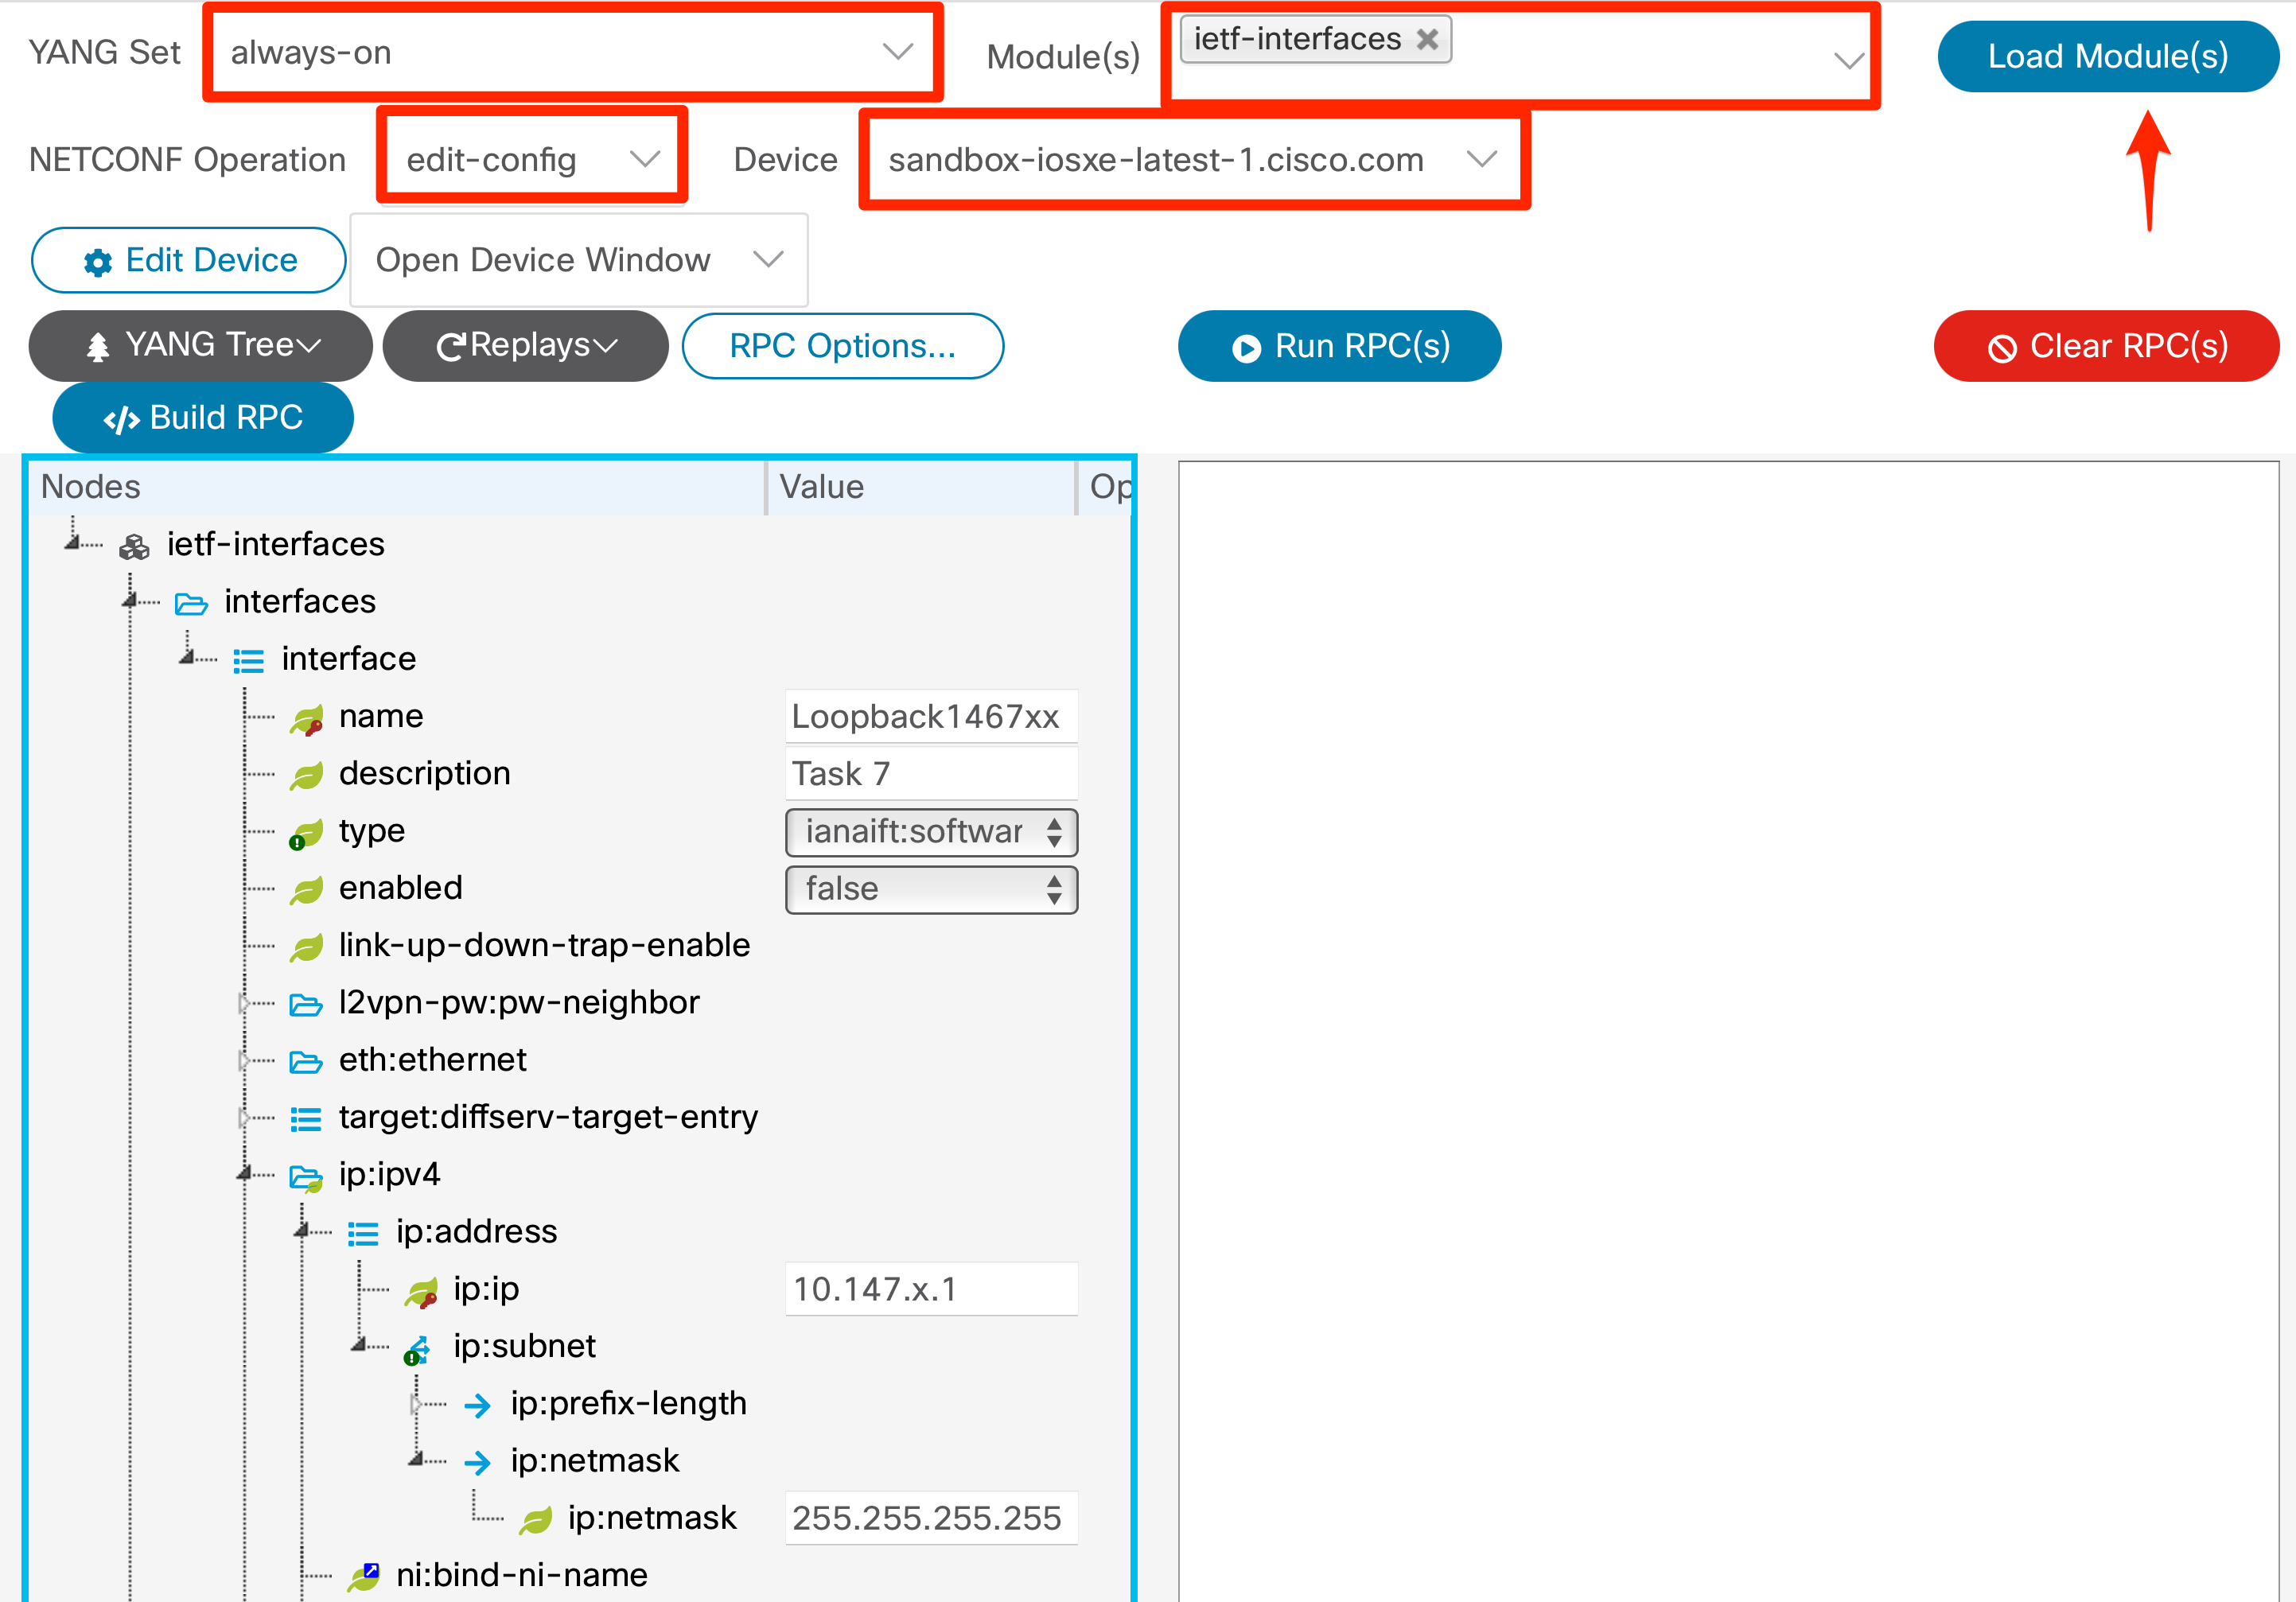 YANG Set always-on Module(s) ietf-interfaces Load Module(s)
NETCONF Operation edit-config Device sandbox-iosxe-latest-1.cisco.com
Edit Device Open Device Window
YANG Tree Replays RPC Options... Run RPC(s) Clear RPC(s)
Build RPC
Nodes Value Op
ietf-interfaces
interfaces
interface
name Loopback1467xx
description Task 7
type ianaift:softwar
enabled false
link-up-down-trap-enable
l2vpn-pw:pw-neighbor
eth:ethernet
target:diffserv-target-entry
ip:ipv4
ip:address
ip:ip 10.147.x.1
ip:subnet
ip:prefix-length
ip:netmask
ip:netmask 255.255.255.255
ni:bind-ni-name